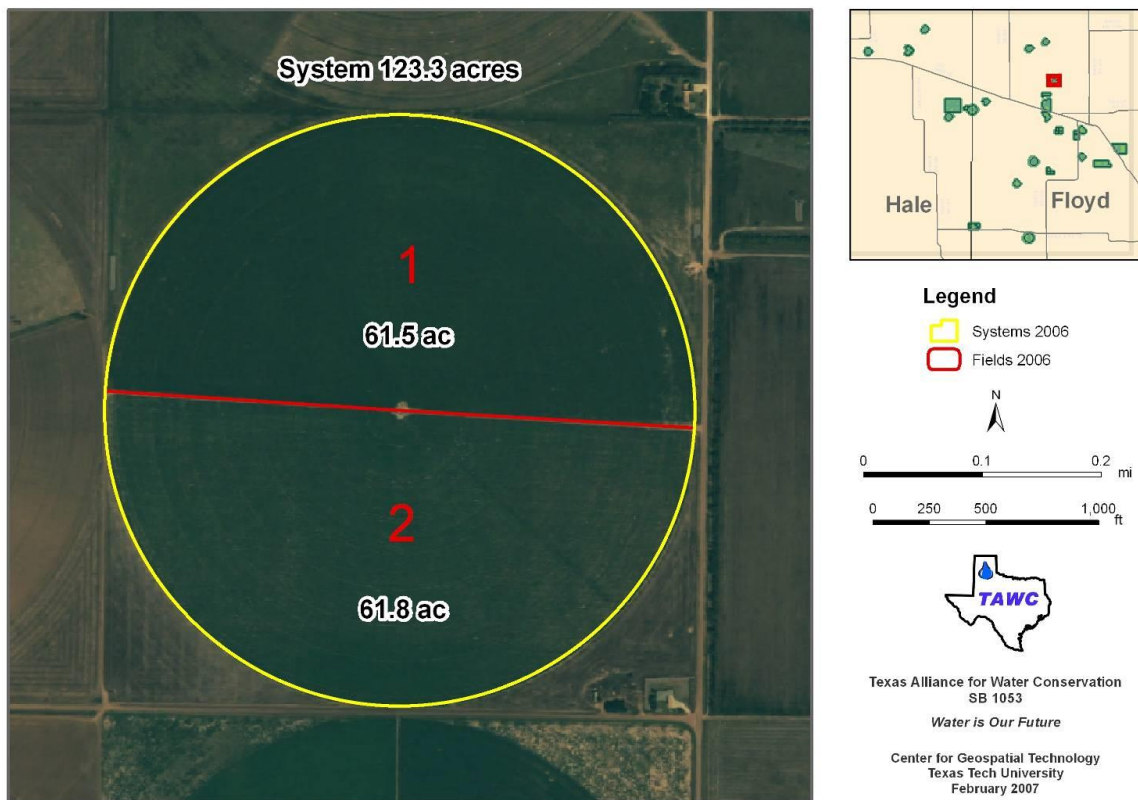 System 123.3 acres
1
61.5 ac
2
61.8 ac
Hale
Floyd
Legend
Systems 2006
Fields 2006
N
0 0.1 0.2
mi
0 250 500 1,000
ft
TAWC
Texas Alliance for Water Conservation
SB 1053
Water is Our Future
Center for Geospatial Technology
Texas Tech University
February 2007